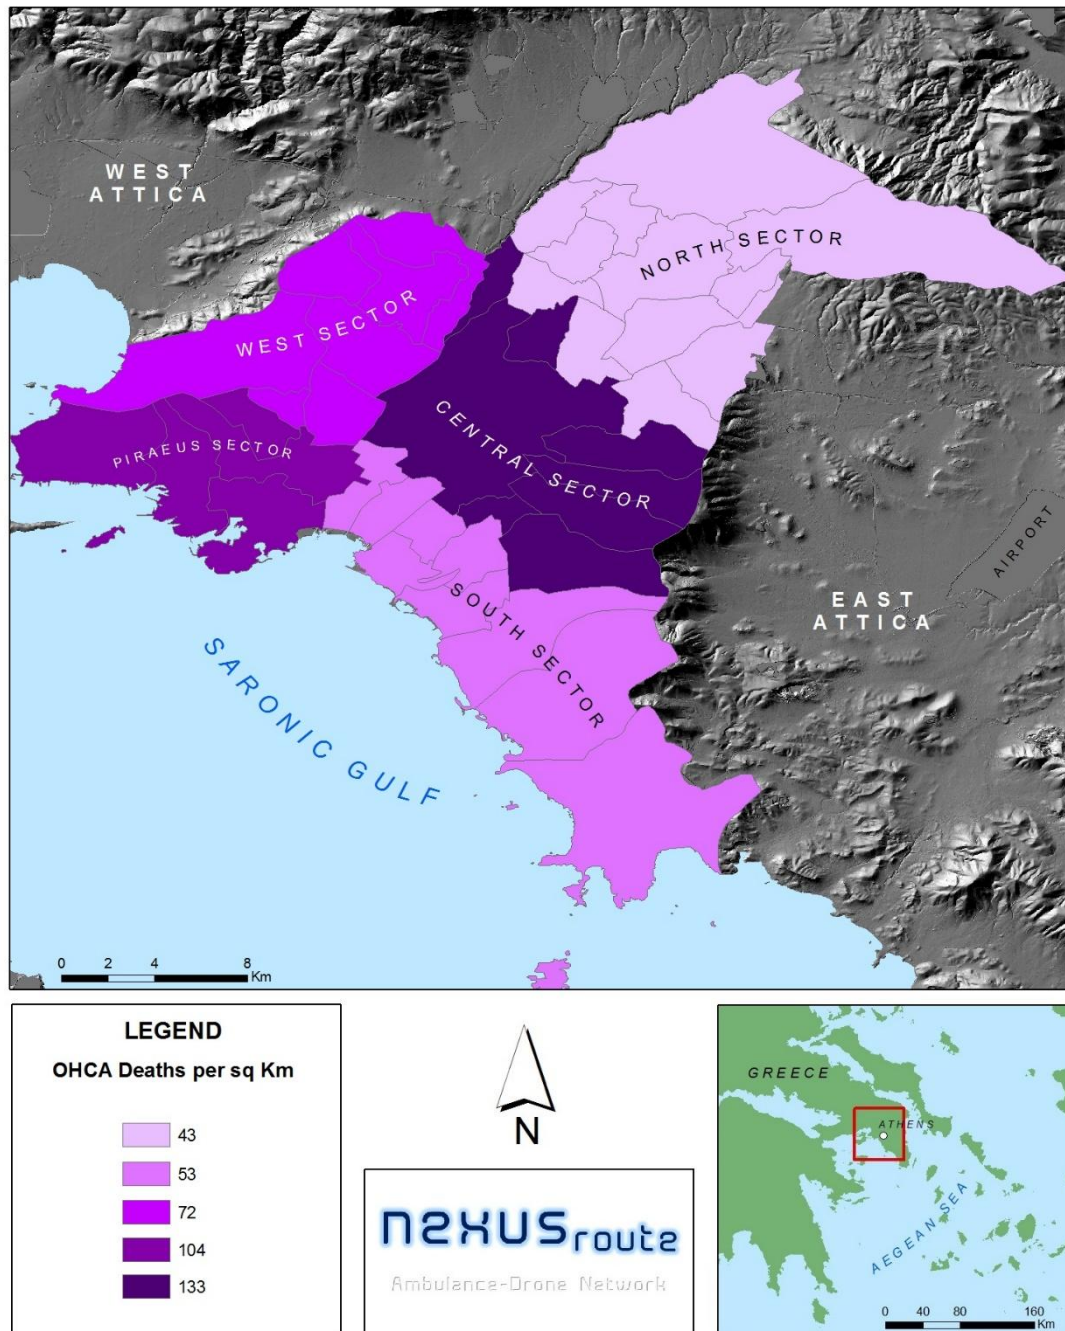 WEST
ATTICA
NORTH SECTOR
WEST SECTOR
CENTRAL SECTOR
PIRAEUS SECTOR
AIRPORT
EAST
ATTICA
SOUTH SECTOR
SARONIC GULF
0 2 4 8
Km
LEGEND
OHCA Deaths per sq Km
43
53
72
104
133
N
nexusroute
Ambulance-Drone Network
GREECE
ATHENS
AEGEAN SEA
0 40 80 160
Km